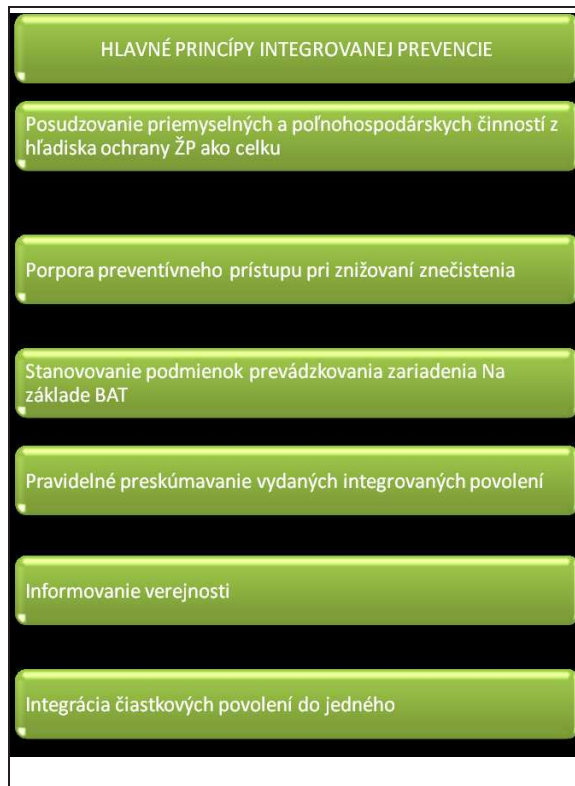 HLAVNÉ PRINCÍPY INTEGROVANEJ PREVENCIE
Posudzovanie priemyselných a poľnohospodárskych činností z
hľadiska ochrany ŽP ako celku
Porpora preventívneho prístupu pri znižovaní znečistenia
Stanovovanie podmienok prevádzkovania zariadenia Na
základe BAT
Pravidelné preskúmavanie vydaných integrovaných povolení
Informovanie verejnosti
Integrácia čiastkových povolení do jedného